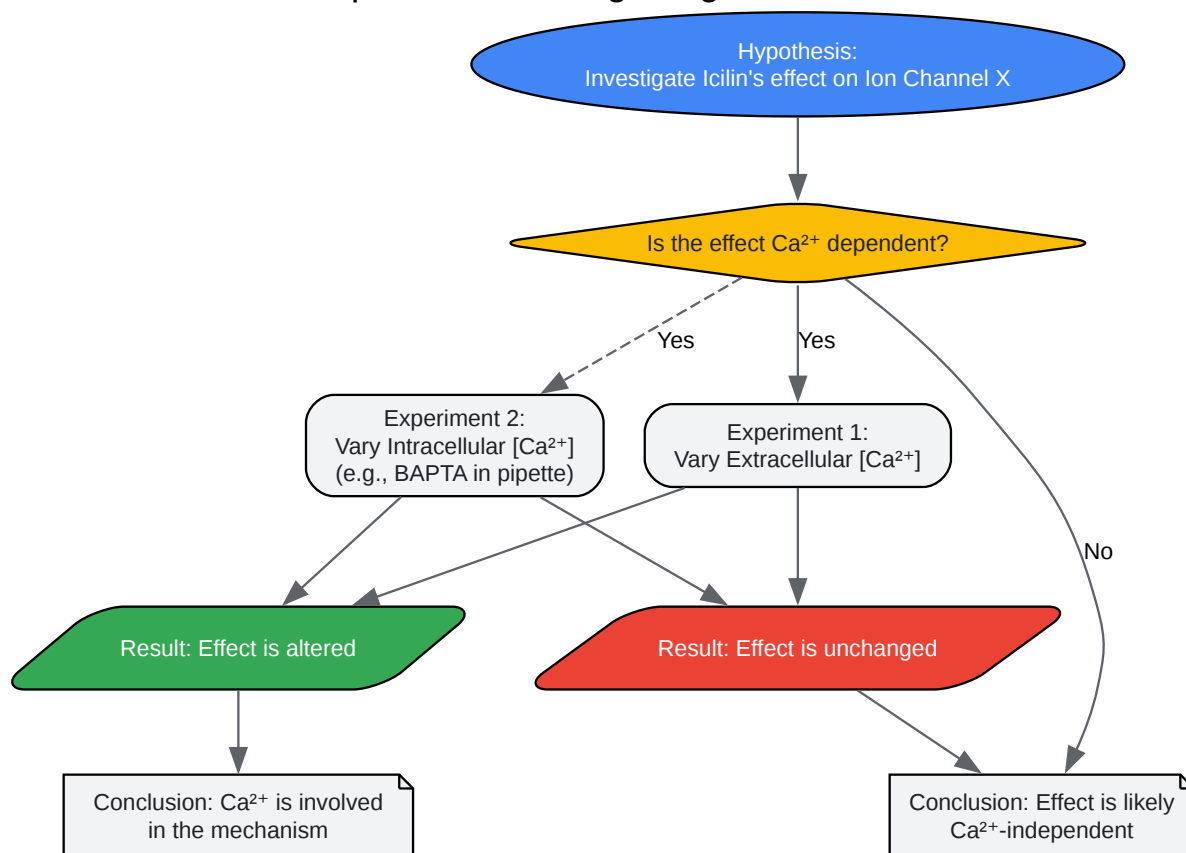 Hypothesis:
Investigate Icilin's effect on Ion Channel X
Is the effect Ca²⁺ dependent?
Yes
Yes
Experiment 2:
Vary Intracellular [Ca²⁺]
(e.g., BAPTA in pipette)
Experiment 1:
Vary Extracellular [Ca²⁺]
No
Result: Effect is altered
Result: Effect is unchanged
Conclusion: Ca²⁺ is involved
in the mechanism
Conclusion: Effect is likely
Ca²⁺-independent